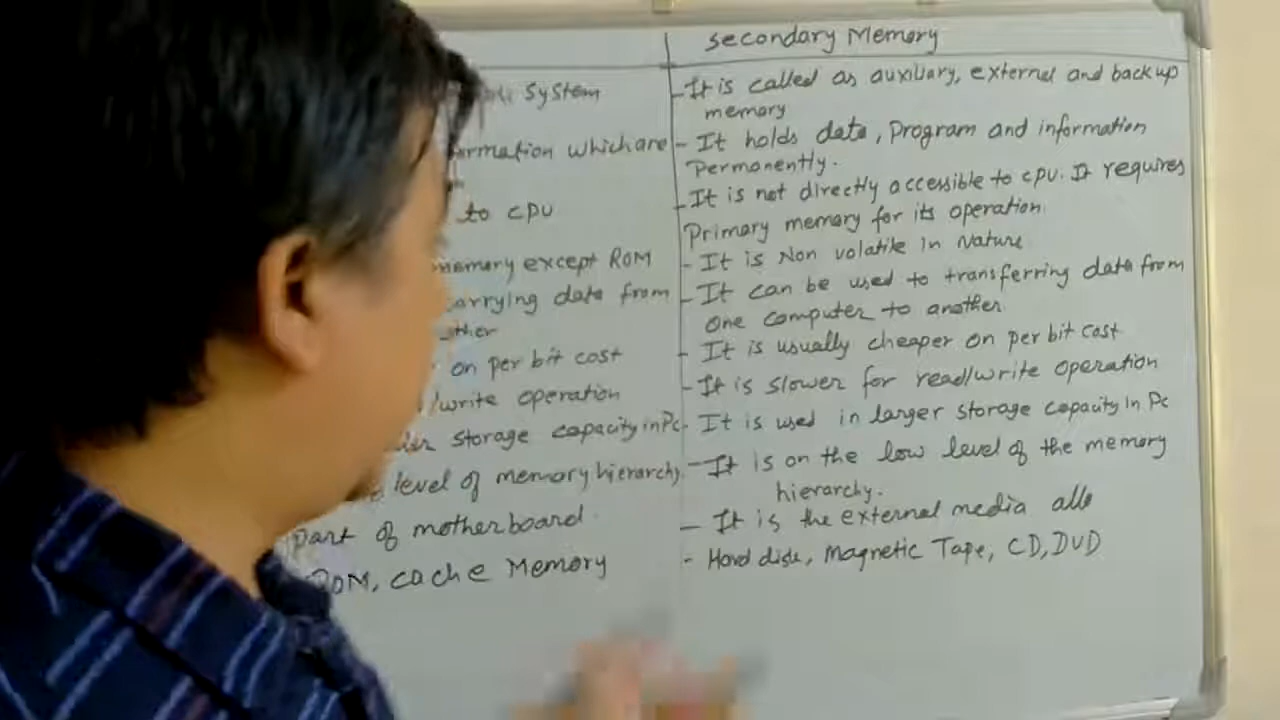 System
which are
to CPU
memory except ROM
carrying data from
on per bit cost
/write operation
storage capacity in Pc
level of memory hierarchy
part of motherboard.
ROM, cache Memory
secondary Memory
- It is called as auxiliary, external and backup
memory
- It holds data, Program and information
Permanently.
- It is not directly accessible to CPU. It requires
Primary memory for its operation.
- It is Non volatile in Nature
- It can be used to transferring data from
one computer to another.
- It is usually cheaper on per bit cost
- It is slower for read/write operation
- It is used in larger storage capacity in Pc
- It is on the low level of the memory
hierarchy.
- It is the external media
- Hard disk, Magnetic Tape, CD, DVD